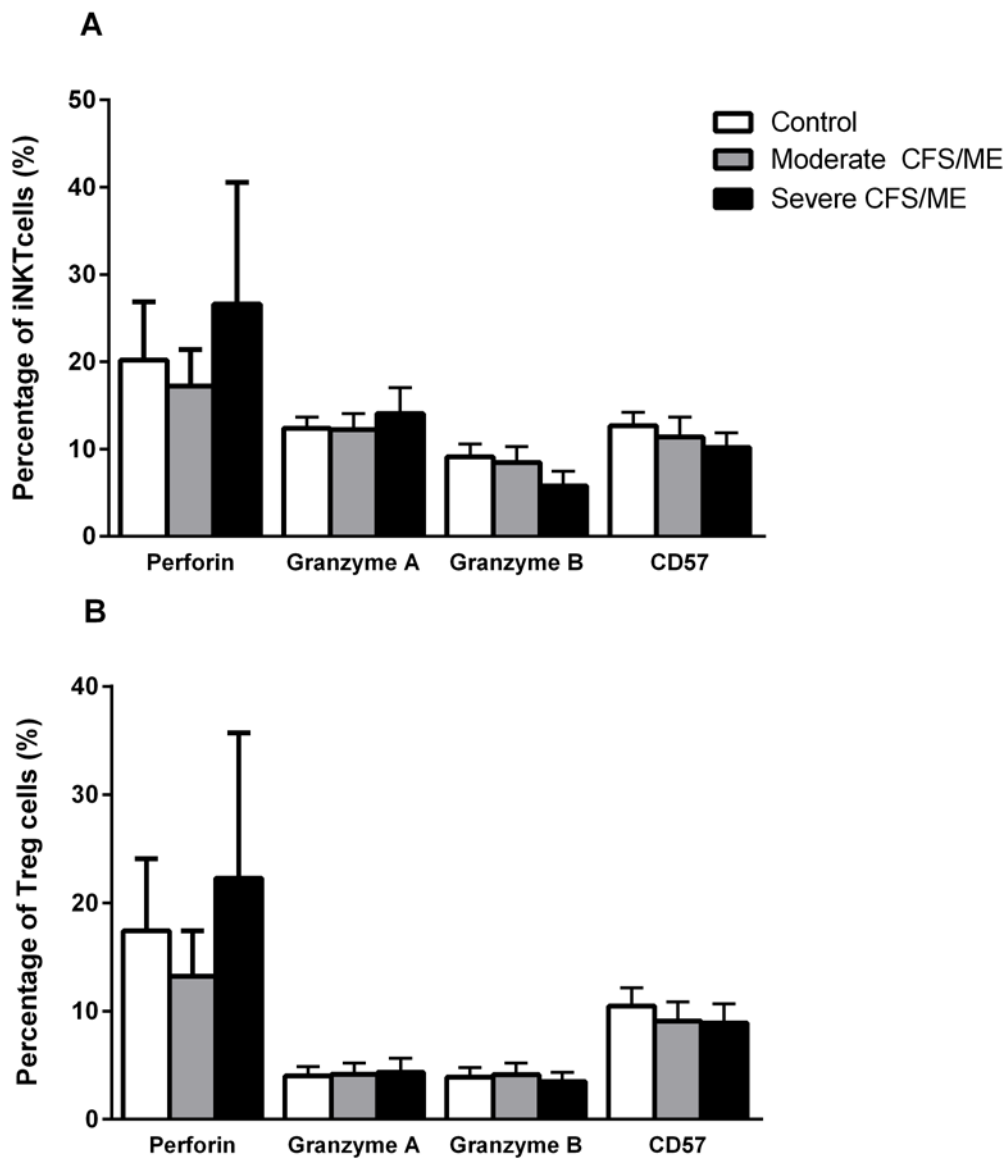 A
50
40
30
20
10
0
Percentage of iNKTcells (%)
Control
Moderate CFS/ME
Severe CFS/ME
Perforin Granzyme A Granzyme B CD57
B
40
30
20
10
0
Percentage of Treg cells (%)
Perforin Granzyme A Granzyme B CD57